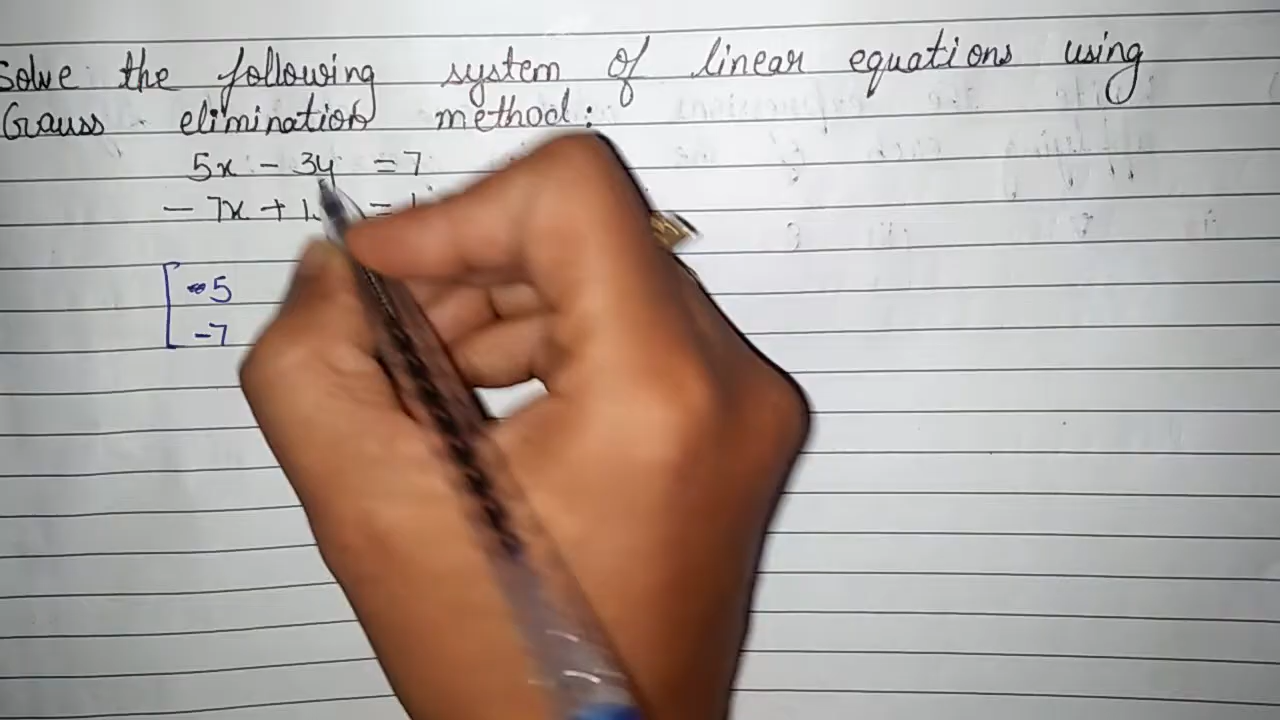 Solve the following system of linear equations using
Gauss elimination method:
5x - 3y = 7
- 7x + 1 =
5
-7